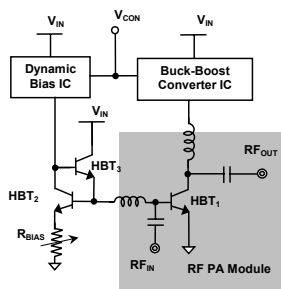 V_IN
V_CON
V_IN
Dynamic
Bias IC
Buck-Boost
Converter IC
V_IN
HBT_3
RF_OUT
HBT_2
HBT_1
R_BIAS
RF_IN
RF PA Module